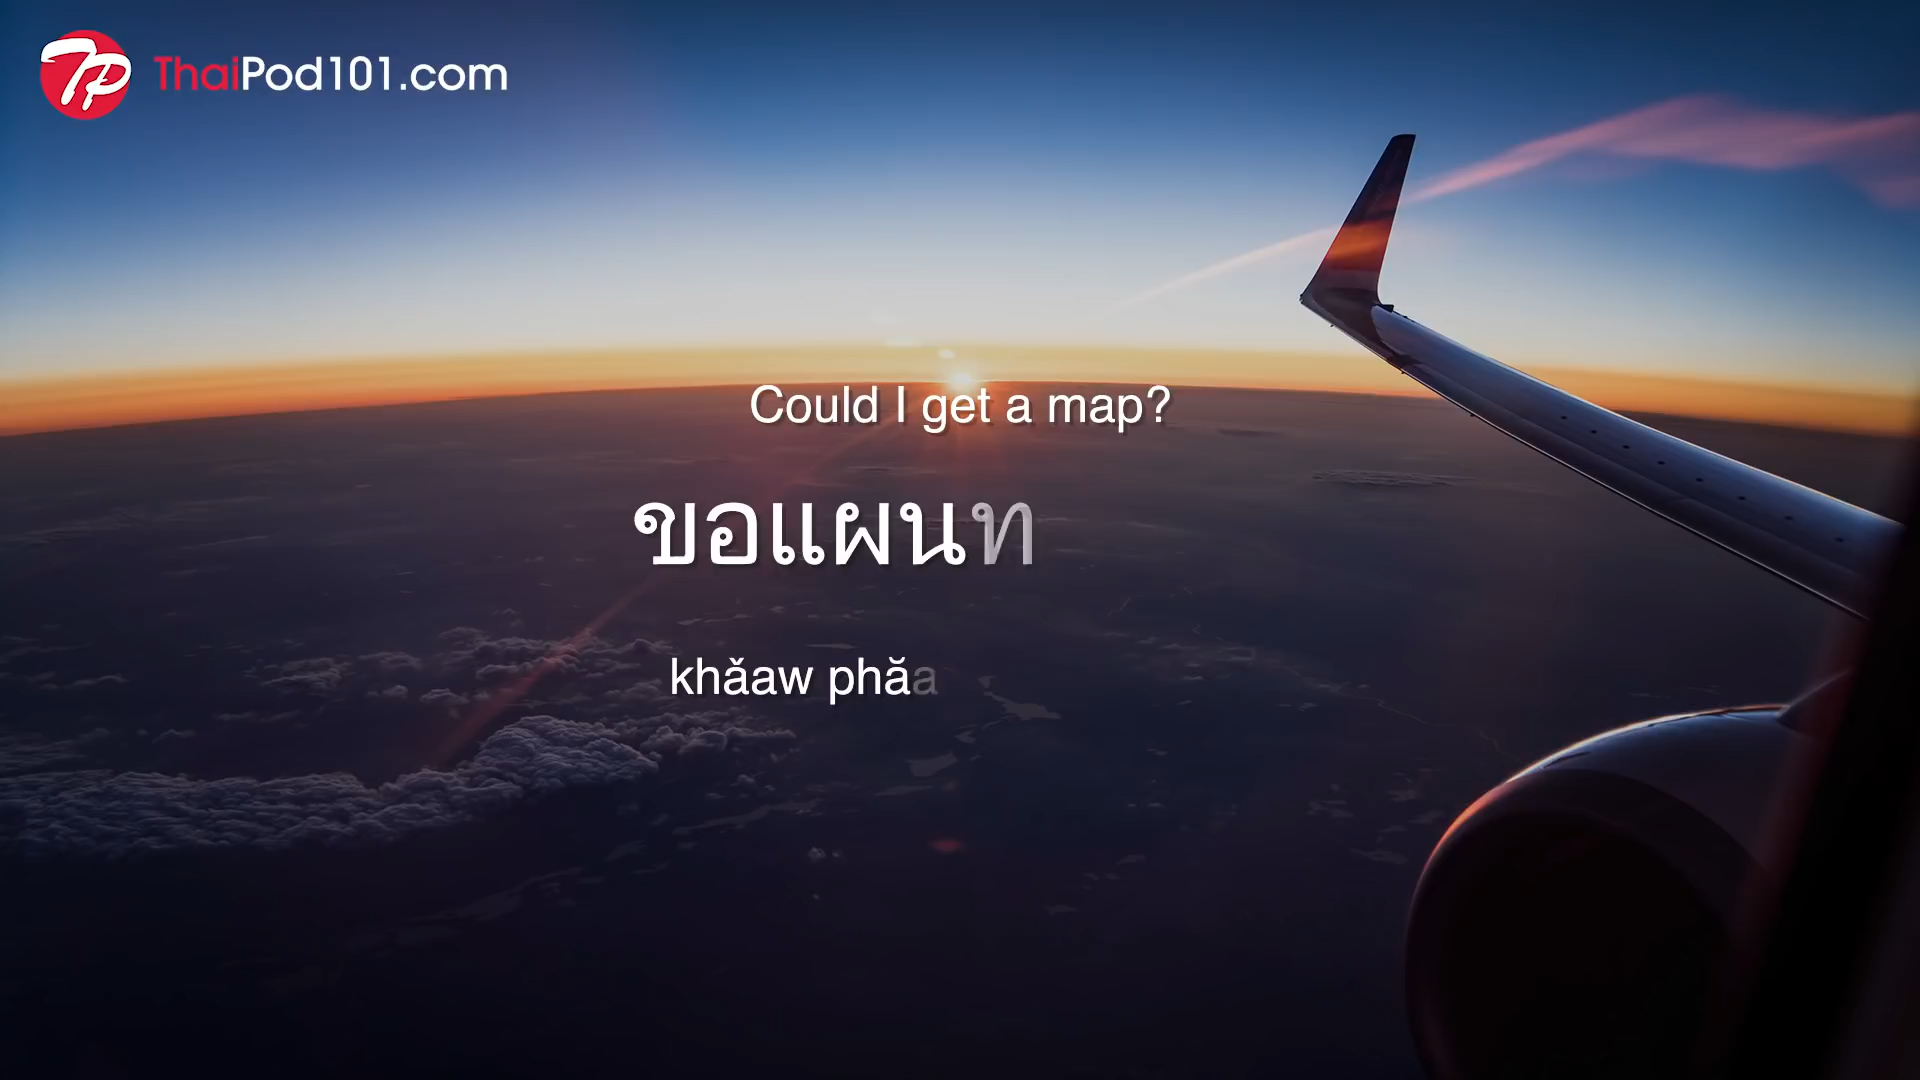 ThaiPod101.com
Could I get a map?
ขอแผนท
khǎaw phǎa